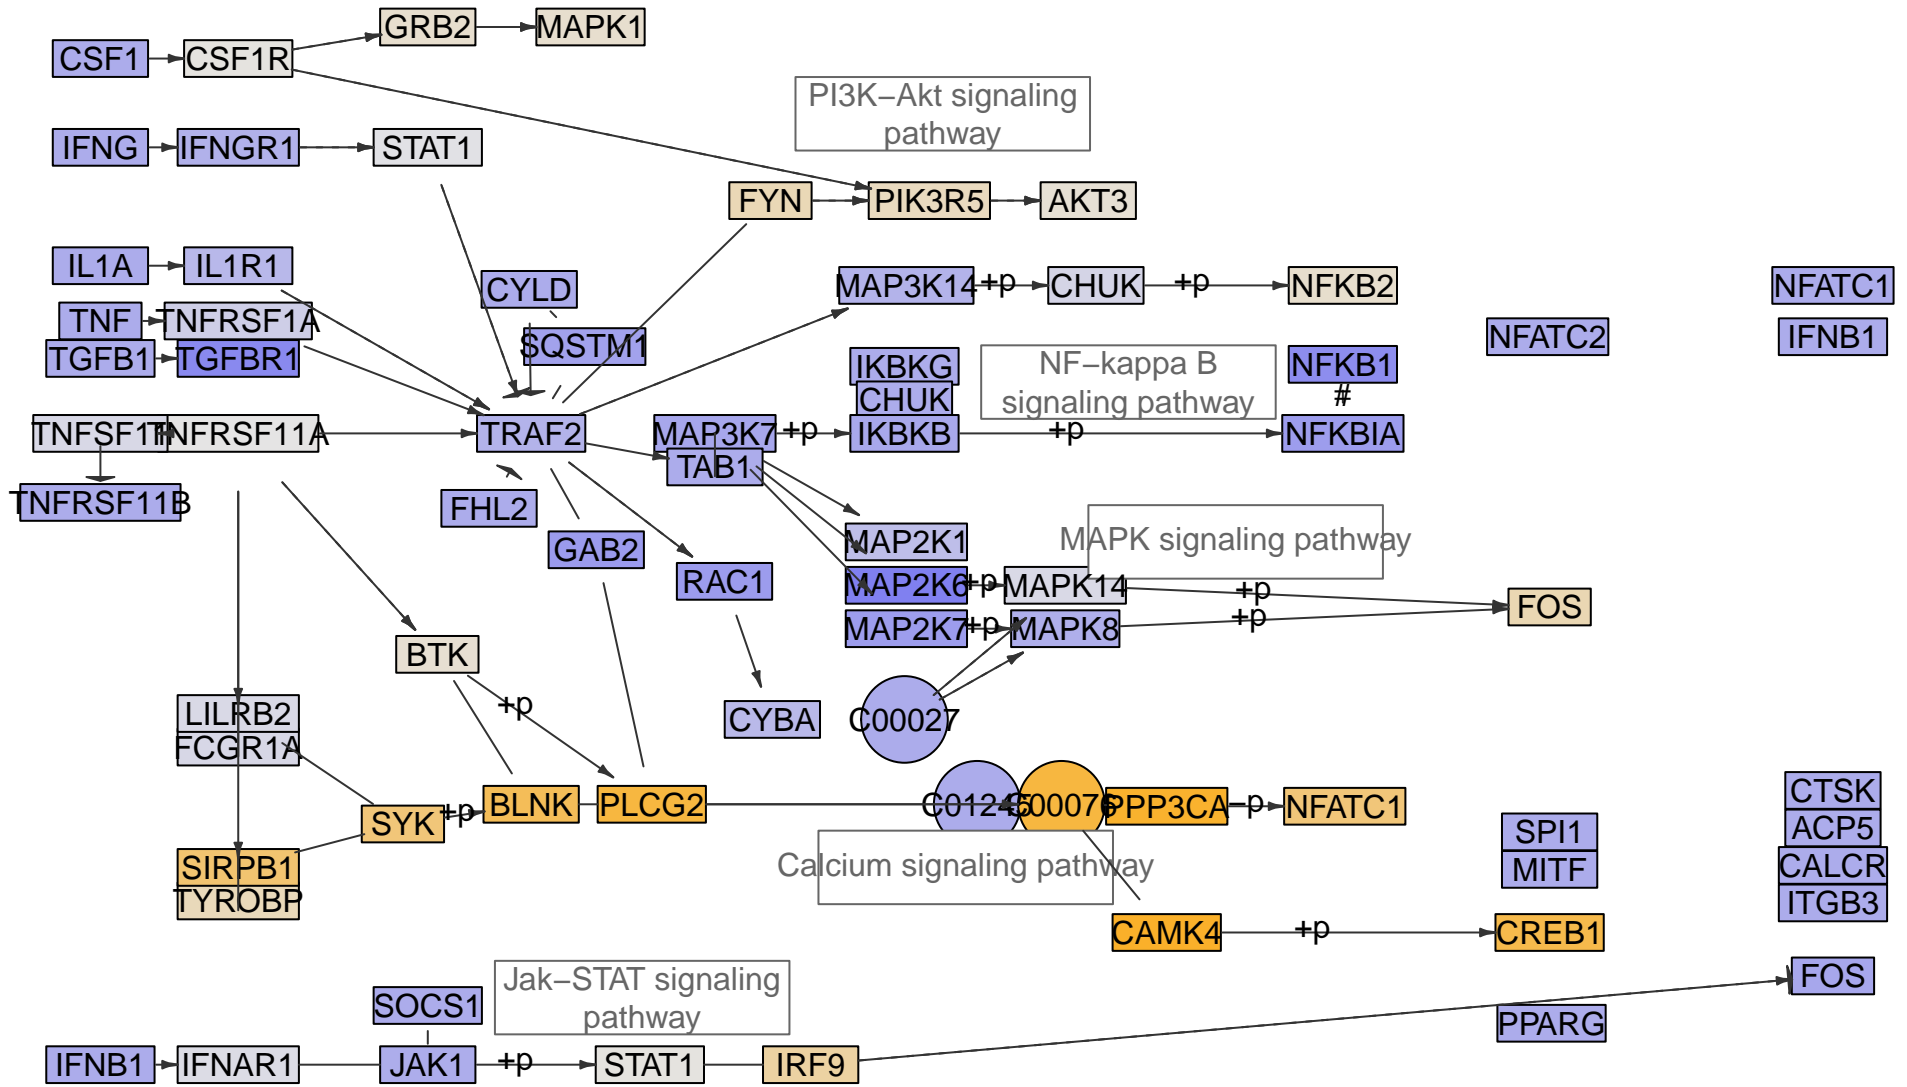 GRB2
MAPK1
CSF1
CSF1R
PI3K−Akt signaling
pathway
IFNG
IFNGR1
STAT1
FYN
PIK3R5
AKT3
IL1A
IL1R1
CYLD
MAP3K14
+p
CHUK
+p
NFKB2
NFATC1
TNF
TNFRSF1A
SQSTM1
NFATC2
IFNB1
TGFB1
TGFBR1
IKBKG
NF−kappa B
signaling pathway
NFKB1
#
CHUK
TNFSF11
TNFRSF11A
TRAF2
MAP3K7
+p
IKBKB
+p
NFKBIA
TAB1
TNFRSF11B
FHL2
GAB2
MAP2K1
MAPK signaling pathway
RAC1
MAP2K6
+p
MAPK14
+p
FOS
MAP2K7
+p
MAPK8
+p
BTK
+p
LILRB2
FCGR1A
CYBA
C00027
SYK
+p
BLNK
PLCG2
C01245
C00076
PPP3CA
−p
NFATC1
CTSK
SPI1
ACP5
SIRPB1
Calcium signaling pathway
MITF
CALCR
TYROBP
ITGB3
CAMK4
+p
CREB1
Jak−STAT signaling
pathway
FOS
SOCS1
PPARG
IFNB1
IFNAR1
JAK1
+p
STAT1
IRF9